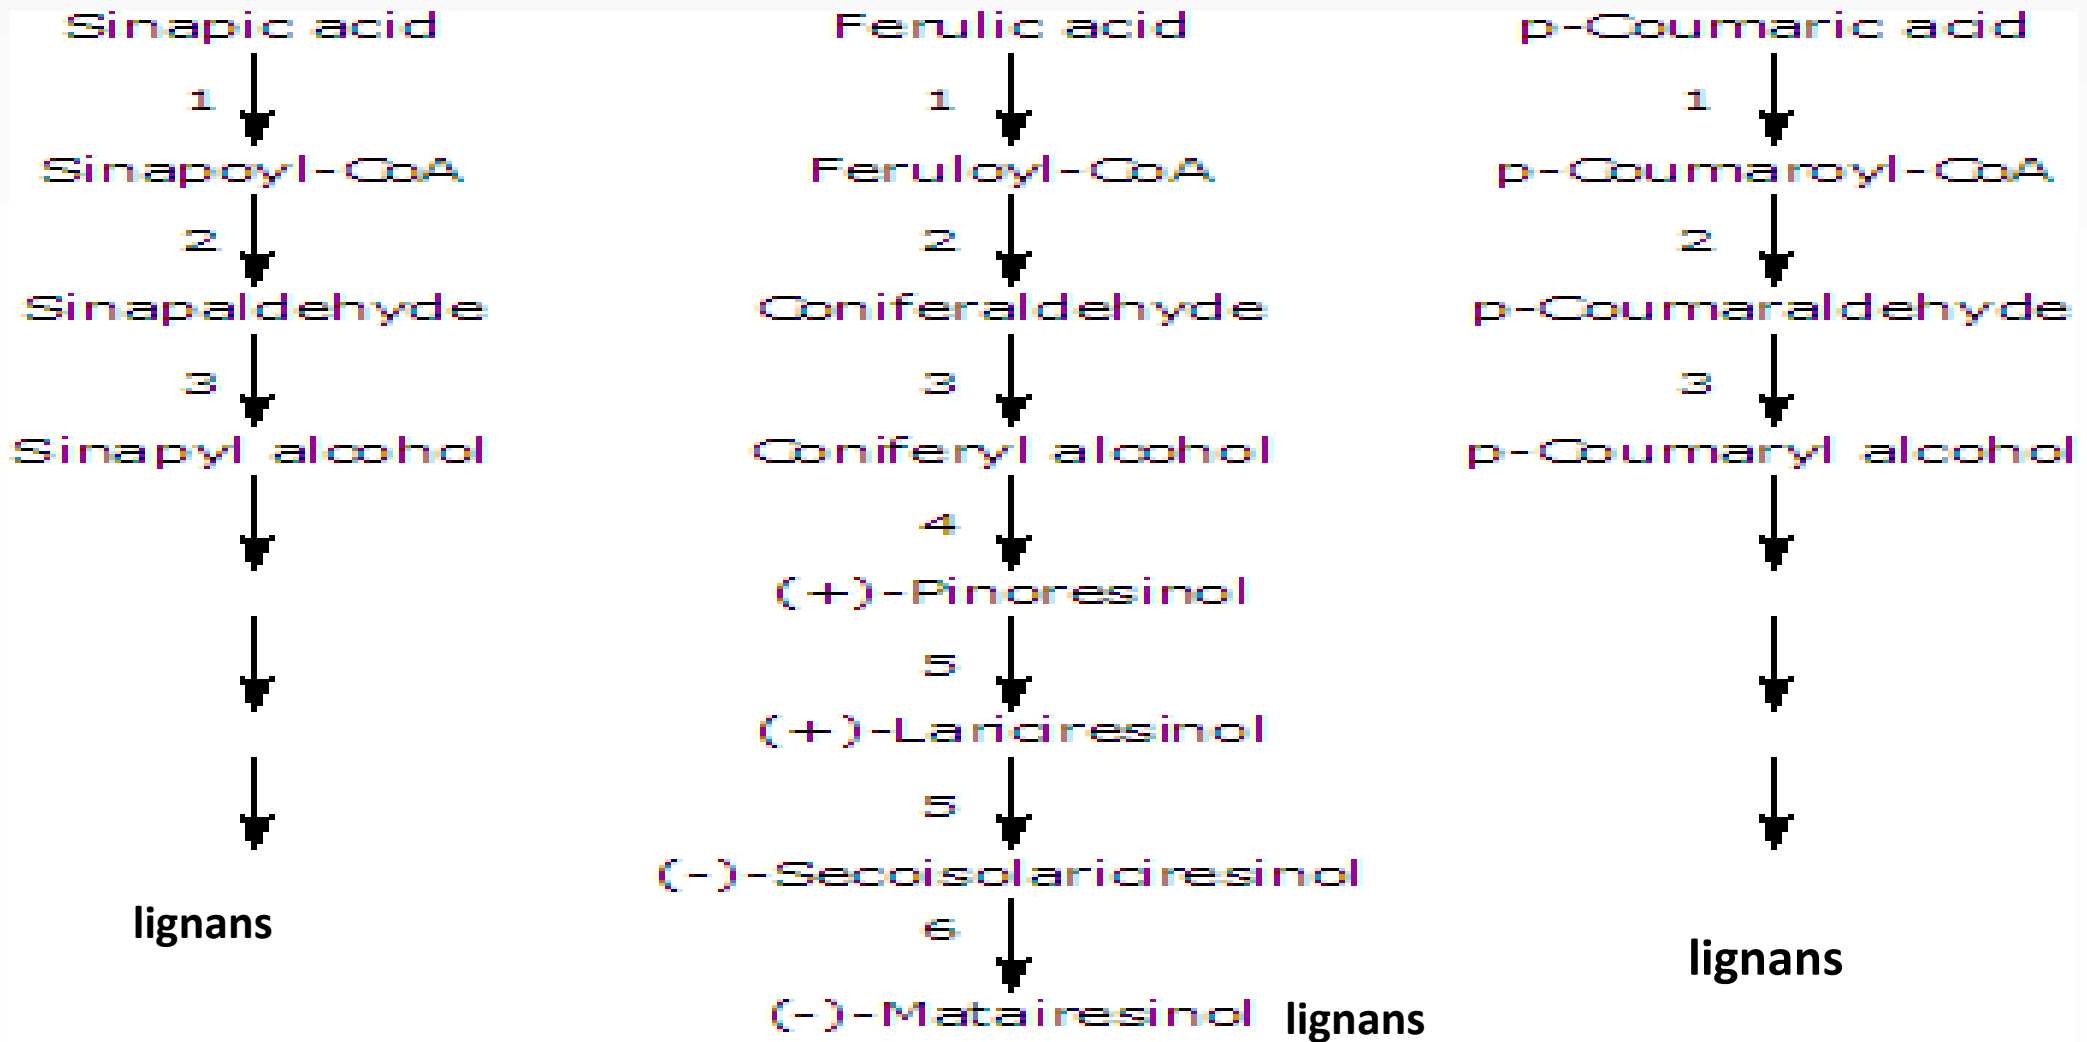 Sinapic acid Ferulic acid p-Coumaric acid
1 1 1
Sinapoyl-CoA Feruloyl-CoA p-Coumaroyl-CoA
2 2 2
Sinapaldehyde Coniferaldehyde p-Coumaraldehyde
3 3 3
Sinapyl alcohol Coniferyl alcohol p-Coumaryl alcohol
4
(+)-Pinoresinol
5
(+)-Lariciresinol
5
(-)-Secoisolariciresinol
lignans 6 lignans
(-)-Matairesinol lignans